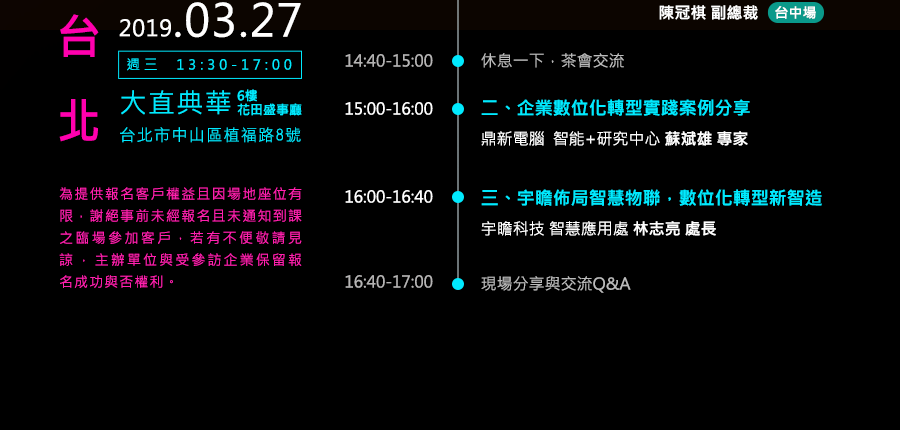 台北
2019.03.27
週三 13:30-17:00
大直典華 6樓
花田盛事廳
台北市中山區植福路8號
為提供報名客戶權益且因場地座位有
限，謝絕事前未經報名且未通知到課
之臨場參加客戶，若有不便敬請見
諒，主辦單位與受參訪企業保留報
名成功與否權利。
陳冠棋 副總裁 台中場
14:40-15:00 休息一下，茶會交流
15:00-16:00 二、企業數位化轉型實踐案例分享
鼎新電腦 智能+研究中心 蘇斌雄 專家
16:00-16:40 三、宇瞻佈局智慧物聯，數位化轉型新智造
宇瞻科技 智慧應用處 林志亮 處長
16:40-17:00 現場分享與交流Q&A